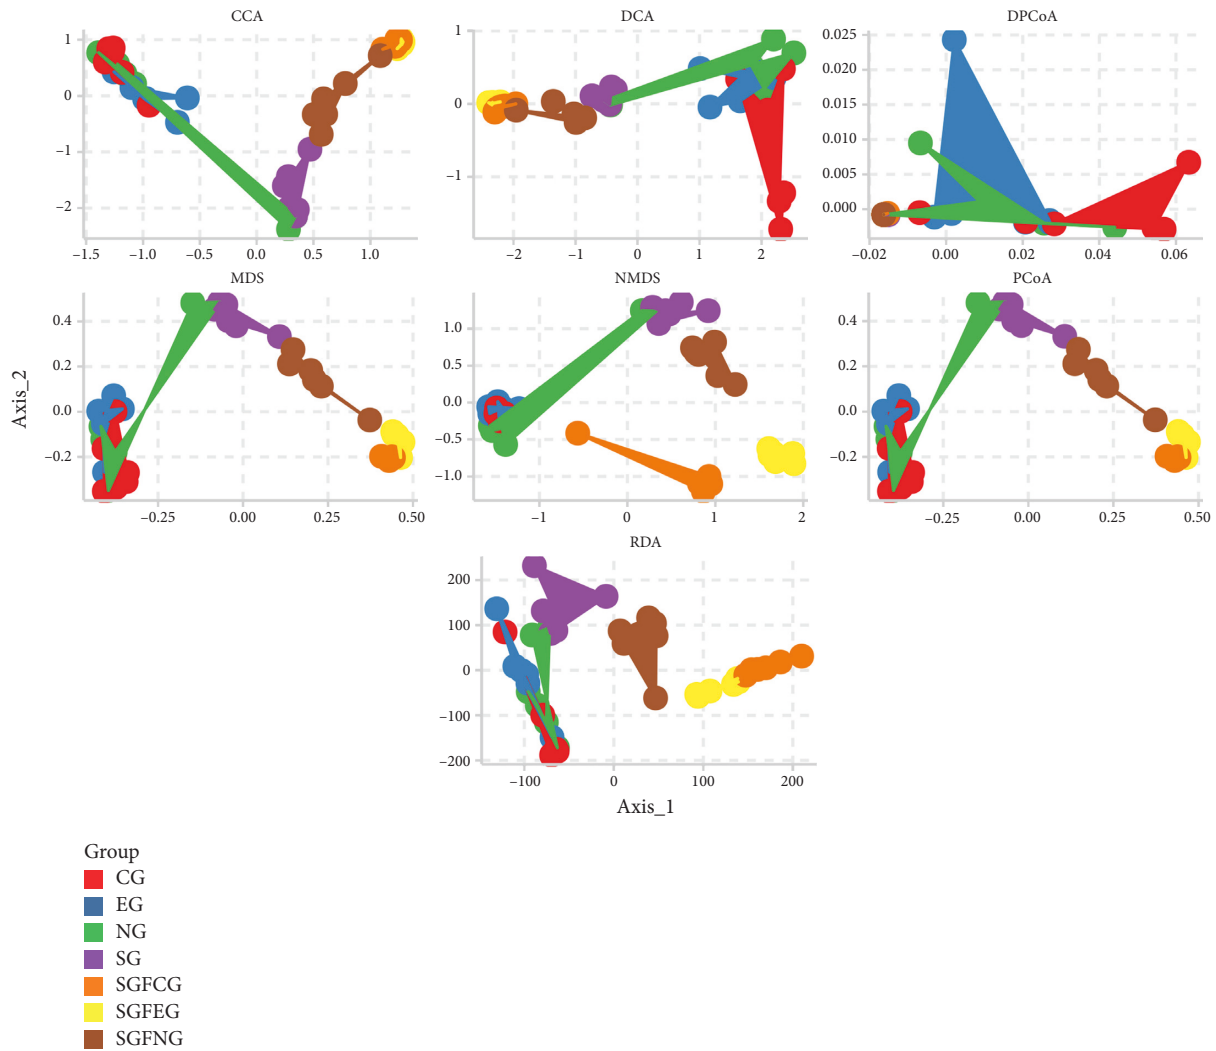 CCA
DCA
DPCoA
1
0
−1
−2
1
0
−1
0.025
0.020
0.015
0.010
0.005
0.000
−1.5 −1.0 −0.5 0.0 0.5 1.0
−2 −1 0 1 2
−0.02 0.00 0.02 0.04 0.06
MDS
NMDS
PCoA
0.4
0.2
0.0
−0.2
1.0
0.5
0.0
−0.5
−1.0
0.4
0.2
0.0
−0.2
−0.25 0.00 0.25 0.50
−1 0 1 2
−0.25 0.00 0.25 0.50
Axis_2
RDA
200
100
0
−100
−200
−100 0 100 200
Axis_1
Group
CG
EG
NG
SG
SGFCG
SGFEG
SGFNG